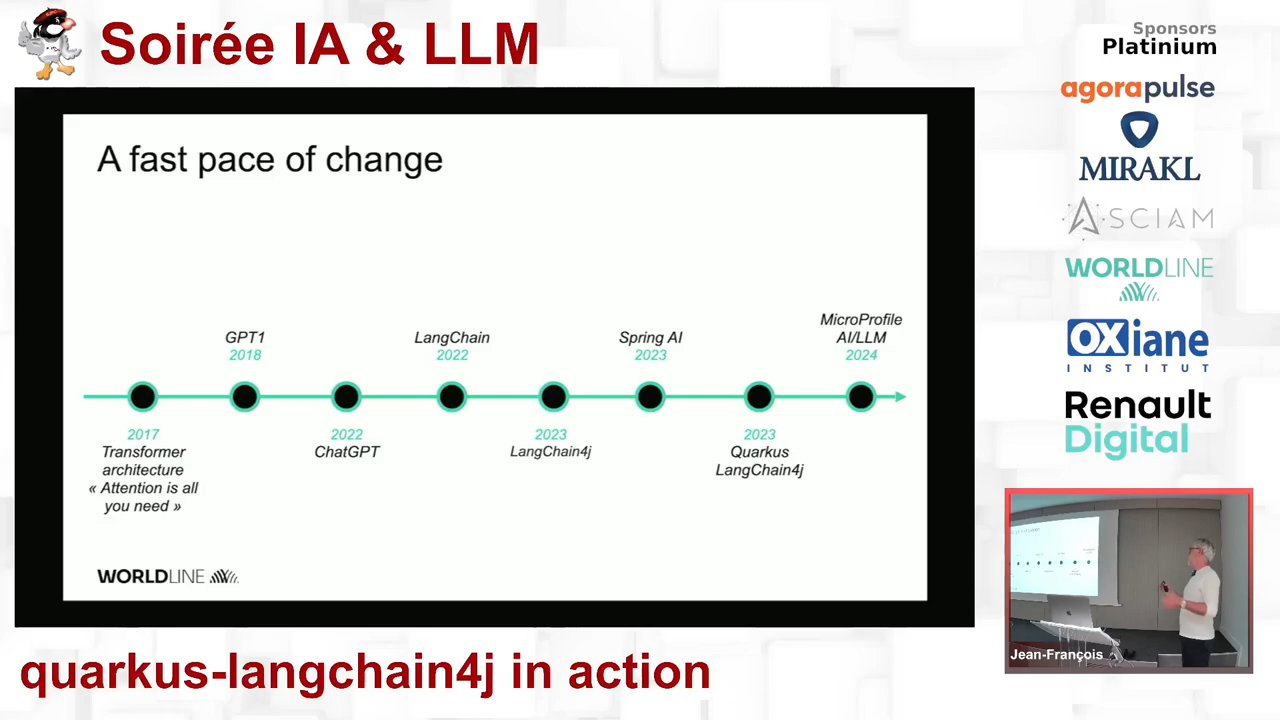 Soirée IA & LLM
Sponsors
Platinium
agorapulse
MIRAKL
ASCIAM
WORLDLINE
OXiane
INSTITUT
Renault
Digital
A fast pace of change
GPT1
2018
LangChain
2022
Spring AI
2023
MicroProfile
AI/LLM
2024
2017
Transformer
architecture
« Attention is all
you need »
2022
ChatGPT
2023
LangChain4j
2023
Quarkus
LangChain4j
WORLDLINE
Jean-François
quarkus-langchain4j in action